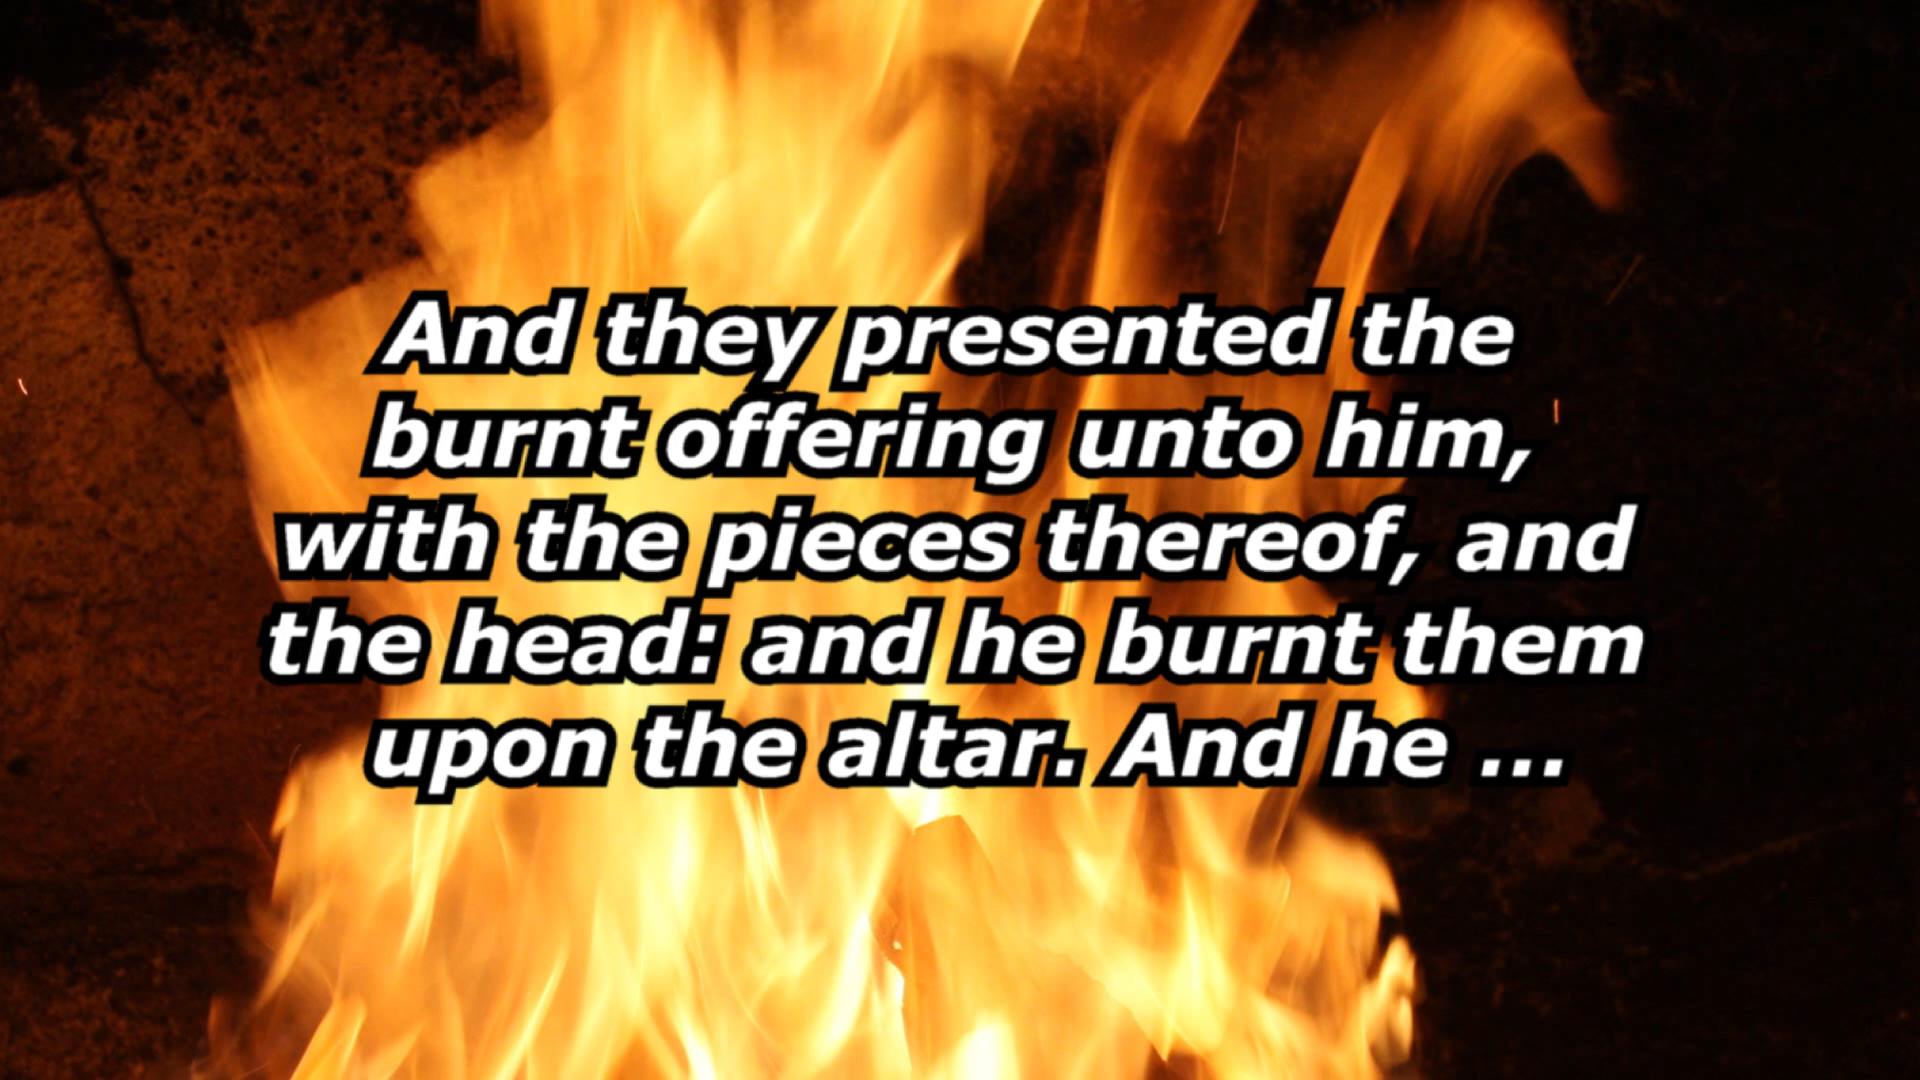 And they presented the
burnt offering unto him,
with the pieces thereof, and
the head: and he burnt them
upon the altar. And he ...